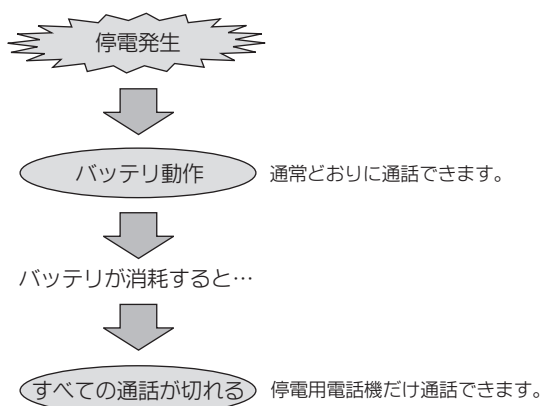 停電発生
バッテリ動作 通常どおりに通話できます。
バッテリが消耗すると…
すべての通話が切れる 停電用電話機だけ通話できます。